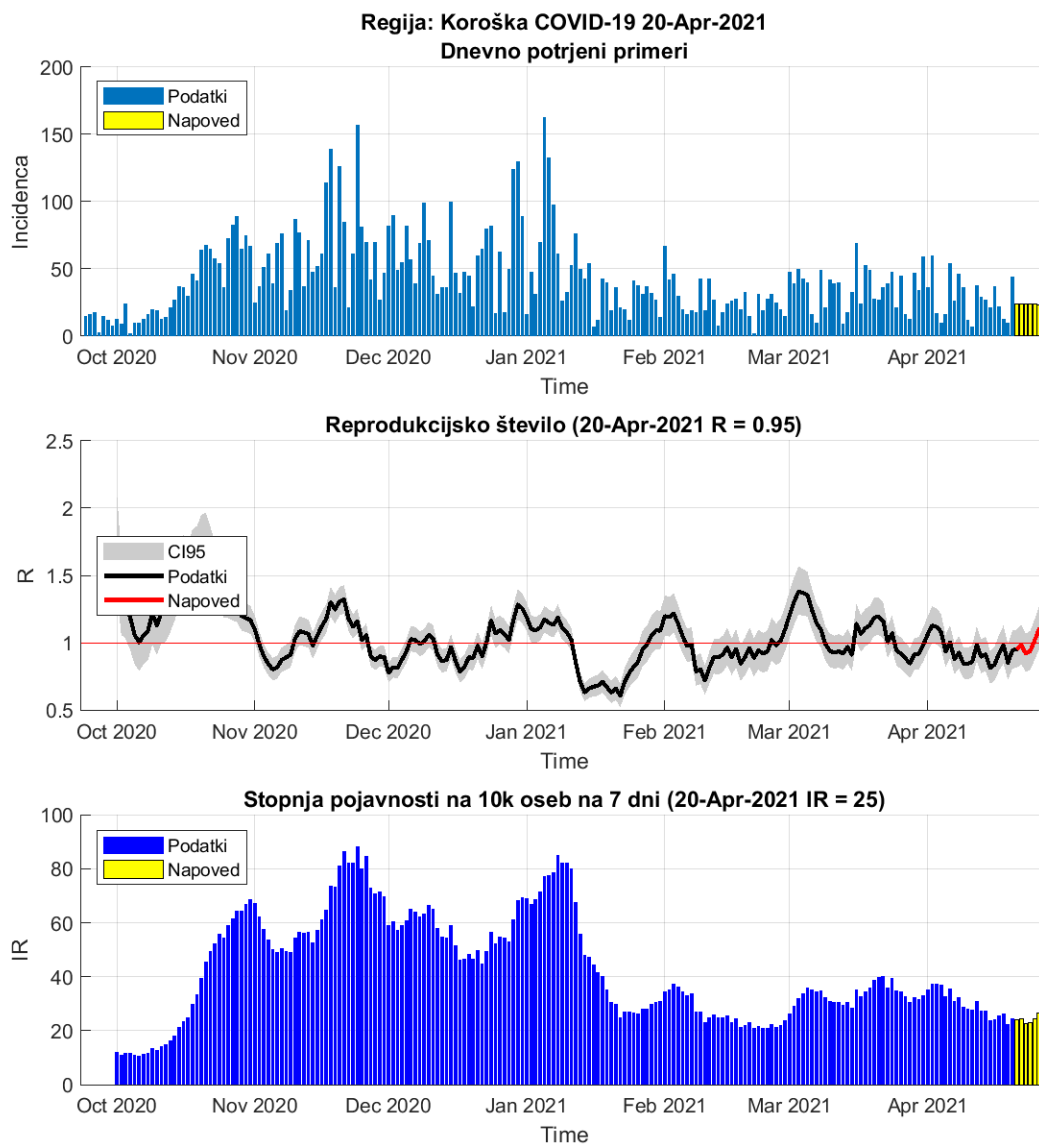 Regija: Koroška COVID-19 20-Apr-2021
Dnevno potrjeni primeri
200
150
100
50
0
Incidenca
Podatki
Napoved
Oct 2020 Nov 2020 Dec 2020 Jan 2021 Feb 2021 Mar 2021 Apr 2021
Time
Reprodukcijsko število (20-Apr-2021 R = 0.95)
2.5
2
1.5
1
0.5
R
CI95
Podatki
Napoved
Oct 2020 Nov 2020 Dec 2020 Jan 2021 Feb 2021 Mar 2021 Apr 2021
Time
Stopnja pojavnosti na 10k oseb na 7 dni (20-Apr-2021 IR = 25)
100
80
60
40
20
0
IR
Podatki
Napoved
Oct 2020 Nov 2020 Dec 2020 Jan 2021 Feb 2021 Mar 2021 Apr 2021
Time